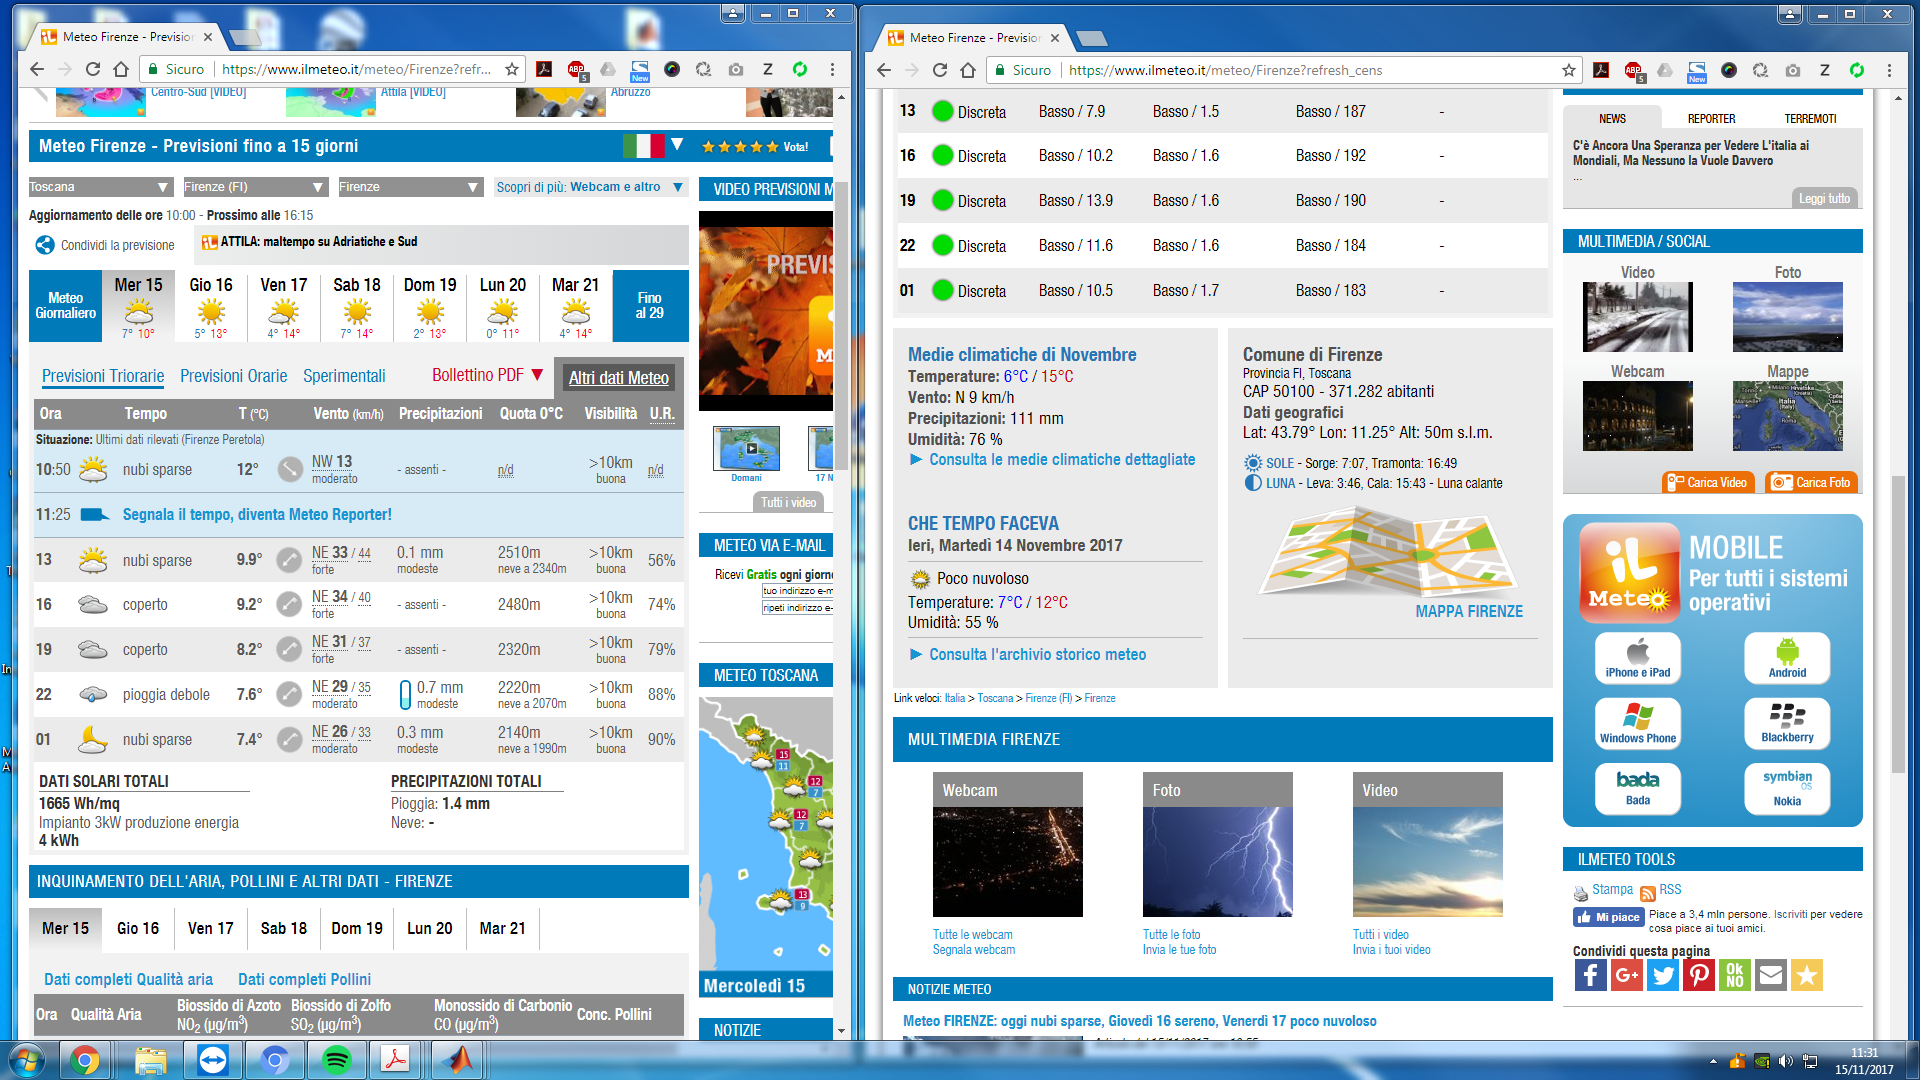 Meteo Firenze - Previsior
Sicuro
https://www.ilmeteo.it/meteo/Firenze?refr...
Centro-Sud [VIDEO]
Attila [VIDEO]
Abruzzo
Meteo Firenze - Previsioni fino a 15 giorni
Vota!
Toscana
Firenze (FI)
Firenze
Scopri di più: Webcam e altro
Aggiornamento delle ore 10:00 - Prossimo alle 16:15
Condividi la previsione
ATTILA: maltempo su Adriatiche e Sud
Meteo Giornaliero
Mer 15 7° 10°
Gio 16 5° 13°
Ven 17 4° 14°
Sab 18 7° 14°
Dom 19 2° 13°
Lun 20 0° 11°
Mar 21 4° 14°
Fino al 29
Previsioni Triorarie
Previsioni Orarie
Sperimentali
Bollettino PDF
Altri dati Meteo
Ora Tempo T (°C) Vento (km/h) Precipitazioni Quota 0°C Visibilità U.R.
Situazione: Ultimi dati rilevati (Firenze Peretola)
10:50 nubi sparse 12° NW 13 moderato - assenti - n/d >10km buona n/d
11:25 Segnala il tempo, diventa Meteo Reporter!
13 nubi sparse 9.9° NE 33 / 44 forte 0.1 mm modeste 2510m neve a 2340m >10km buona 56%
16 coperto 9.2° NE 34 / 40 forte - assenti - 2480m >10km buona 74%
19 coperto 8.2° NE 31 / 37 forte - assenti - 2320m >10km buona 79%
22 pioggia debole 7.6° NE 29 / 35 moderato 0.7 mm modeste 2220m neve a 2070m >10km buona 88%
01 nubi sparse 7.4° NE 26 / 33 moderato 0.3 mm modeste 2140m neve a 1990m >10km buona 90%
DATI SOLARI TOTALI
1665 Wh/mq
Impianto 3kW produzione energia
4 kWh
PRECIPITAZIONI TOTALI
Pioggia: 1.4 mm
Neve: -
INQUINAMENTO DELL'ARIA, POLLINI E ALTRI DATI - FIRENZE
Mer 15 Gio 16 Ven 17 Sab 18 Dom 19 Lun 20 Mar 21
Dati completi Qualità aria
Dati completi Pollini
Ora Qualità Aria Biossido di Azoto NO2 (µg/m3) Biossido di Zolfo SO2 (µg/m3) Monossido di Carbonio CO (µg/m3) Conc. Pollini
VIDEO PREVISIONI M
PREVIS
Domani
17 N
Tutti i video
METEO VIA E-MAIL
Ricevi Gratis ogni giorno
tuo indirizzo e-m
ripeti indirizzo e-
METEO TOSCANA
15 11
12 7
12 7
13 9
Mercoledì 15
NOTIZIE
Meteo Firenze - Previsior
Sicuro
https://www.ilmeteo.it/meteo/Firenze?refresh_cens
13 Discreta Basso / 7.9 Basso / 1.5 Basso / 187 -
16 Discreta Basso / 10.2 Basso / 1.6 Basso / 192 -
19 Discreta Basso / 13.9 Basso / 1.6 Basso / 190 -
22 Discreta Basso / 11.6 Basso / 1.6 Basso / 184 -
01 Discreta Basso / 10.5 Basso / 1.7 Basso / 183 -
Medie climatiche di Novembre
Temperature: 6°C / 15°C
Vento: N 9 km/h
Precipitazioni: 111 mm
Umidità: 76 %
► Consulta le medie climatiche dettagliate
CHE TEMPO FACEVA
Ieri, Martedì 14 Novembre 2017
Poco nuvoloso
Temperature: 7°C / 12°C
Umidità: 55 %
► Consulta l'archivio storico meteo
Comune di Firenze
Provincia FI, Toscana
CAP 50100 - 371.282 abitanti
Dati geografici
Lat: 43.79° Lon: 11.25° Alt: 50m s.l.m.
SOLE - Sorge: 7:07, Tramonta: 16:49
LUNA - Leva: 3:46, Cala: 15:43 - Luna calante
MAPPA FIRENZE
Link veloci: Italia > Toscana > Firenze (FI) > Firenze
MULTIMEDIA FIRENZE
Webcam
Foto
Video
Tutte le webcam
Segnala webcam
Tutte le foto
Invia le tue foto
Tutti i video
Invia i tuoi video
NOTIZIE METEO
Meteo FIRENZE: oggi nubi sparse, Giovedì 16 sereno, Venerdì 17 poco nuvoloso
NEWS
REPORTER
TERREMOTI
C'è Ancora Una Speranza per Vedere L'italia ai
Mondiali, Ma Nessuno la Vuole Davvero
...
Leggi tutto
MULTIMEDIA / SOCIAL
Video
Foto
Webcam
Mappe
Italia
Carica Video
Carica Foto
iL
Meteo
MOBILE
Per tutti i sistemi
operativi
iPhone e iPad
Android
Windows Phone
Blackberry
bada
Bada
symbian OS
Nokia
ILMETEO TOOLS
Stampa
RSS
Mi piace
Piace a 3,4 mln persone. Iscriviti per vedere
cosa piace ai tuoi amici.
Condividi questa pagina
OK NO
11:31
15/11/2017